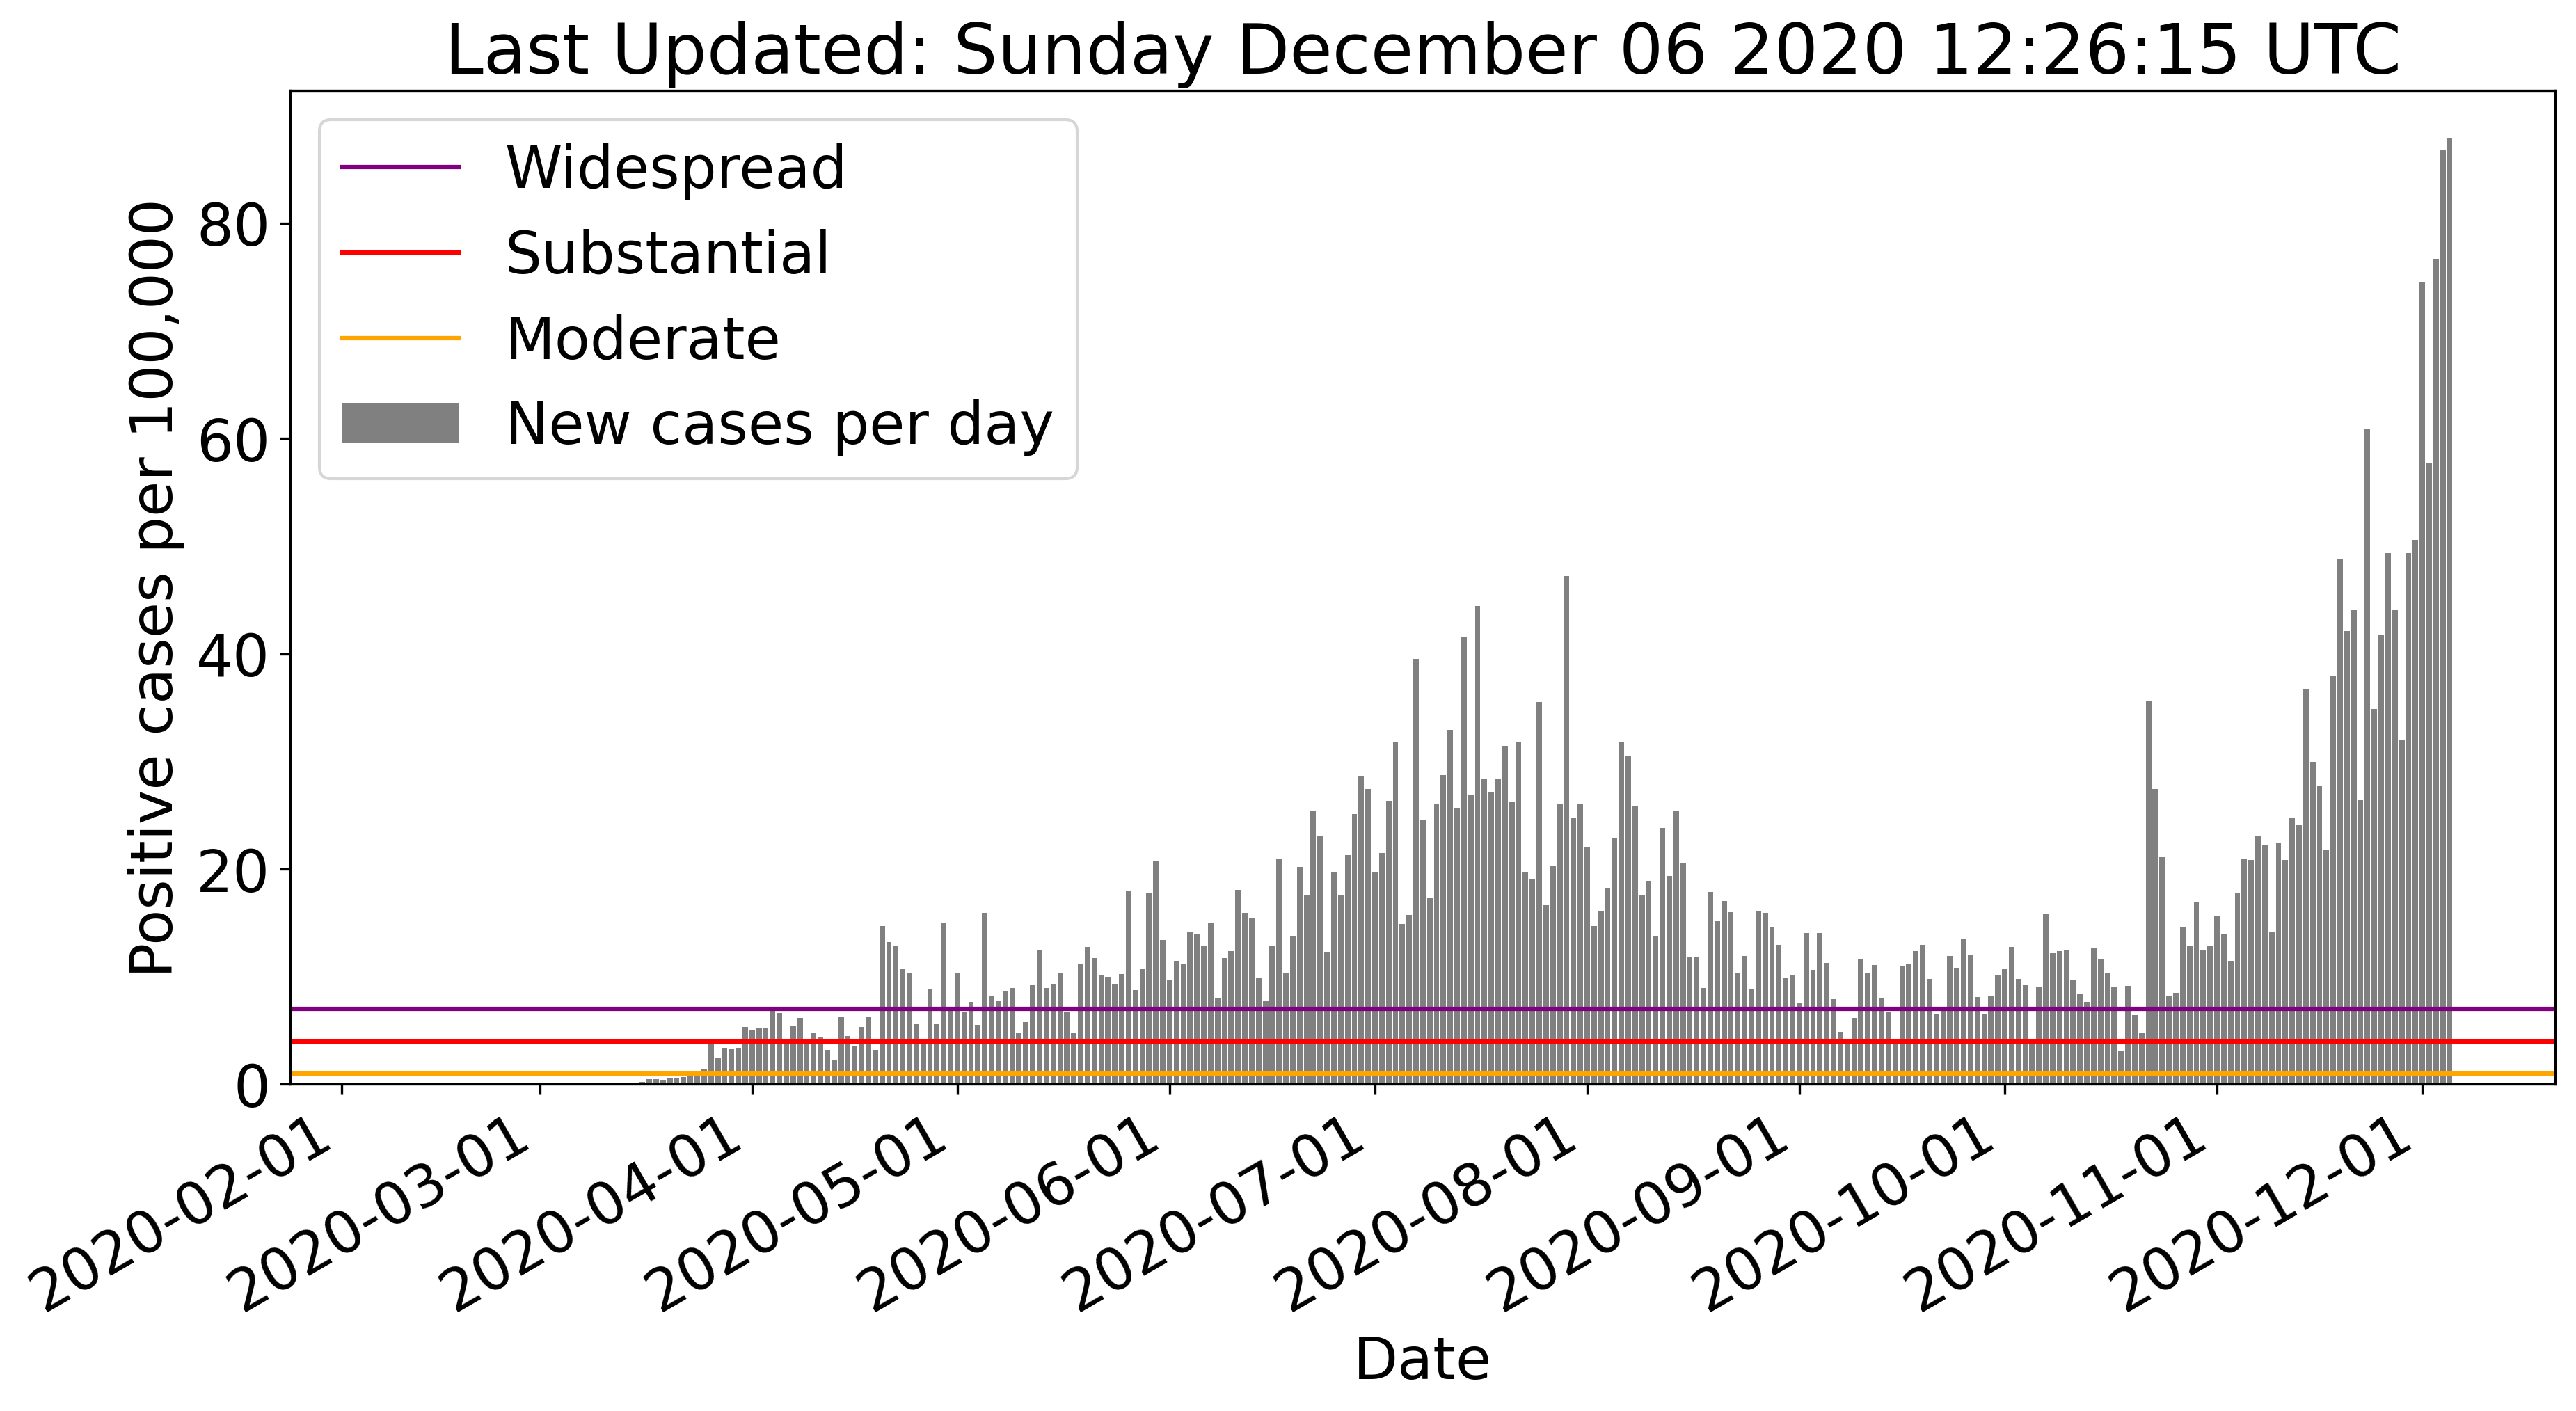 Last Updated: Sunday December 06 2020 12:26:15 UTC
Widespread
Substantial
Moderate
New cases per day
Positive cases per 100,000
80
60
40
20
0
2020-02-01
2020-03-01
2020-04-01
2020-05-01
2020-06-01
2020-07-01
2020-08-01
2020-09-01
2020-10-01
2020-11-01
2020-12-01
Date